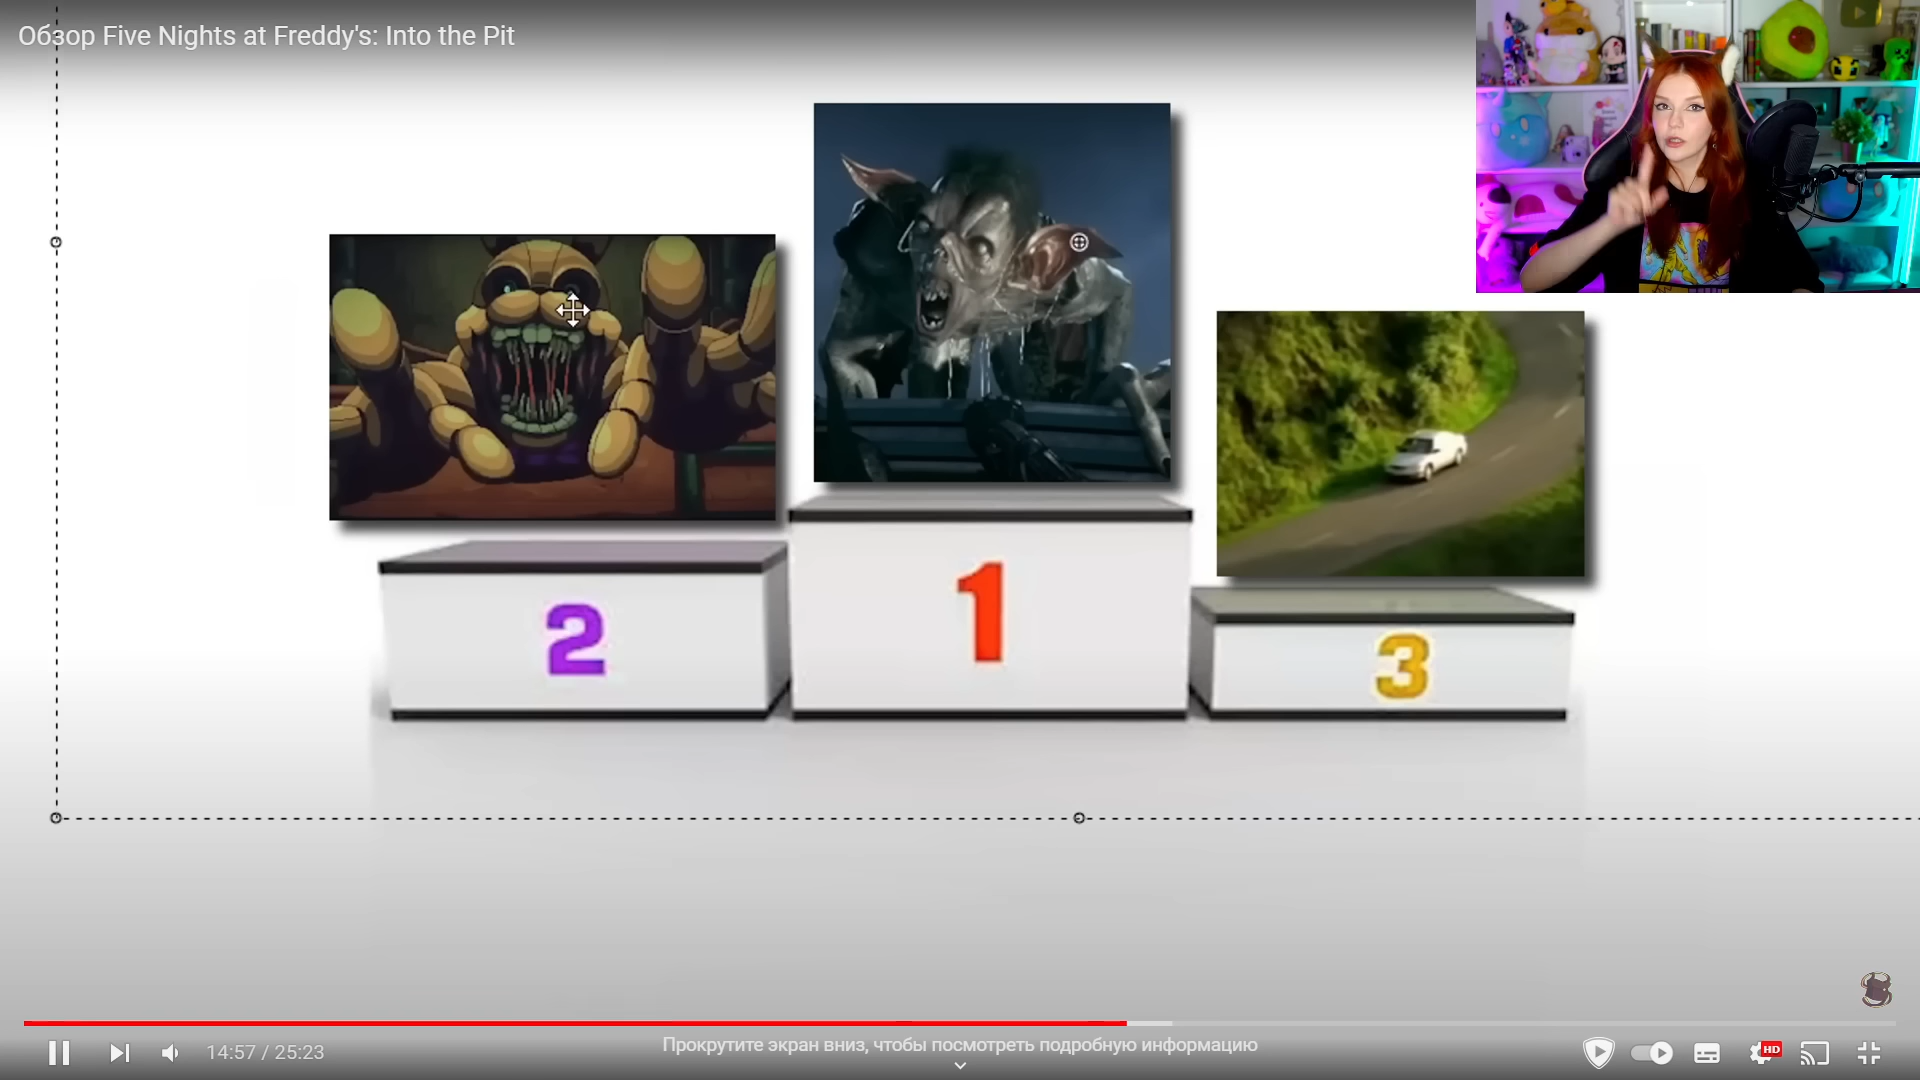 Обзор Five Nights at Freddy's: Into the Pit
2
1
3
14:57 / 25:23
Прокрутите экран вниз, чтобы посмотреть подробную информацию
HD